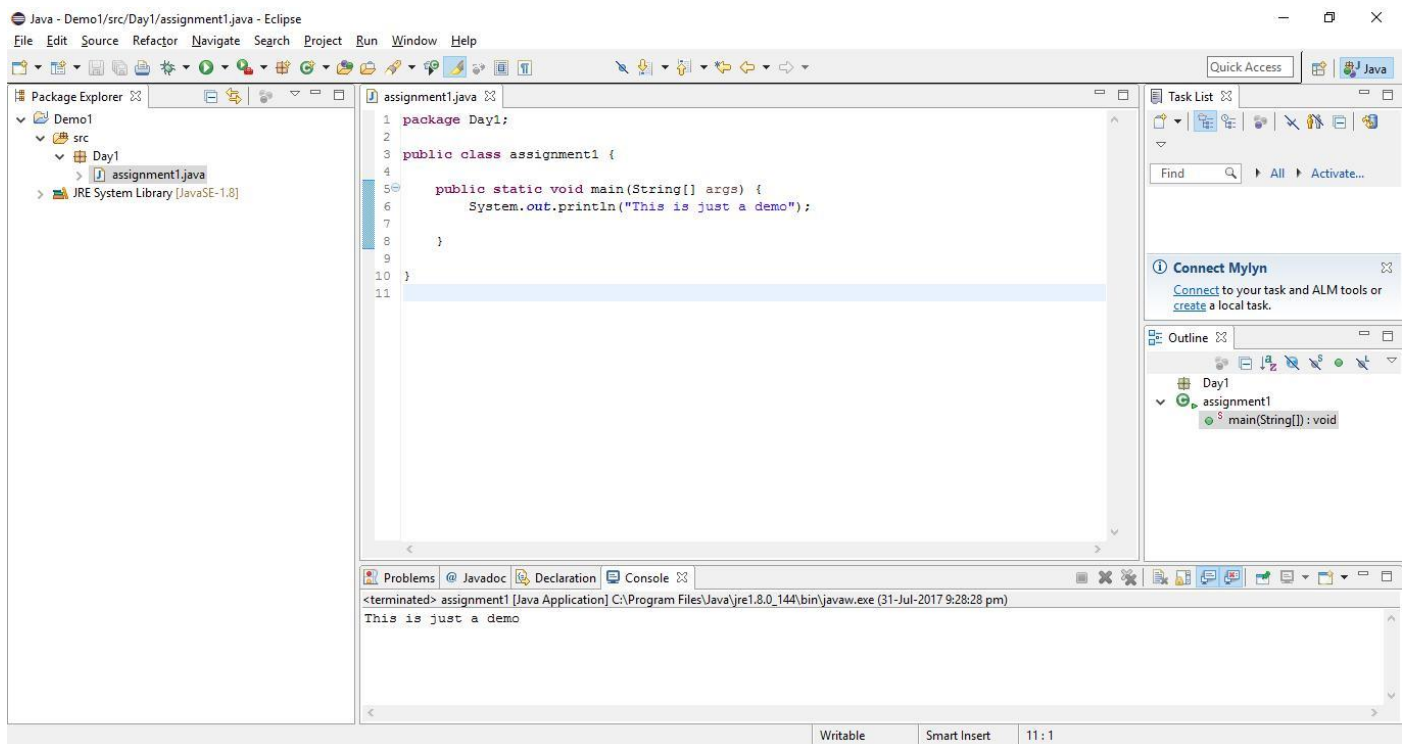 Java - Demo1/src/Day1/assignment1.java - Eclipse
File Edit Source Refactor Navigate Search Project Run Window Help
Quick Access
Java
Package Explorer
Demo1
src
Day1
assignment1.java
JRE System Library [JavaSE-1.8]
assignment1.java
1 package Day1;
2
3 public class assignment1 {
4
5 public static void main(String[] args) {
6 System.out.println("This is just a demo");
7
8 }
9
10 }
11
Task List
Find All Activate...
Connect Mylyn
Connect to your task and ALM tools or
create a local task.
Outline
Day1
assignment1
main(String[]) : void
Problems @ Javadoc Declaration Console
<terminated> assignment1 [Java Application] C:\Program Files\Java\jre1.8.0_144\bin\javaw.exe (31-Jul-2017 9:28:28 pm)
This is just a demo
Writable Smart Insert 11 : 1